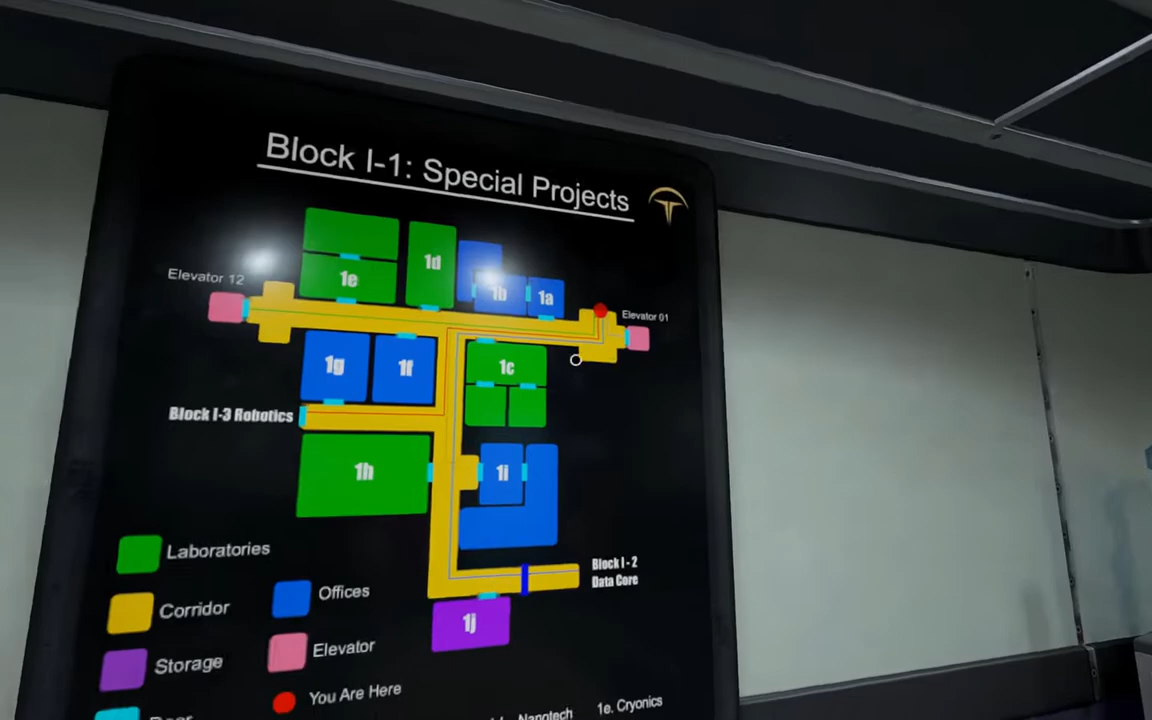 Block I-1: Special Projects
Elevator 12
1e
1d
1b
1a
Elevator 01
1g
1f
1c
Block I-3 Robotics
1h
1i
Block I - 2
Data Core
1j
Laboratories
Corridor
Offices
Storage
Elevator
You Are Here
Nanotech
1e. Cryonics